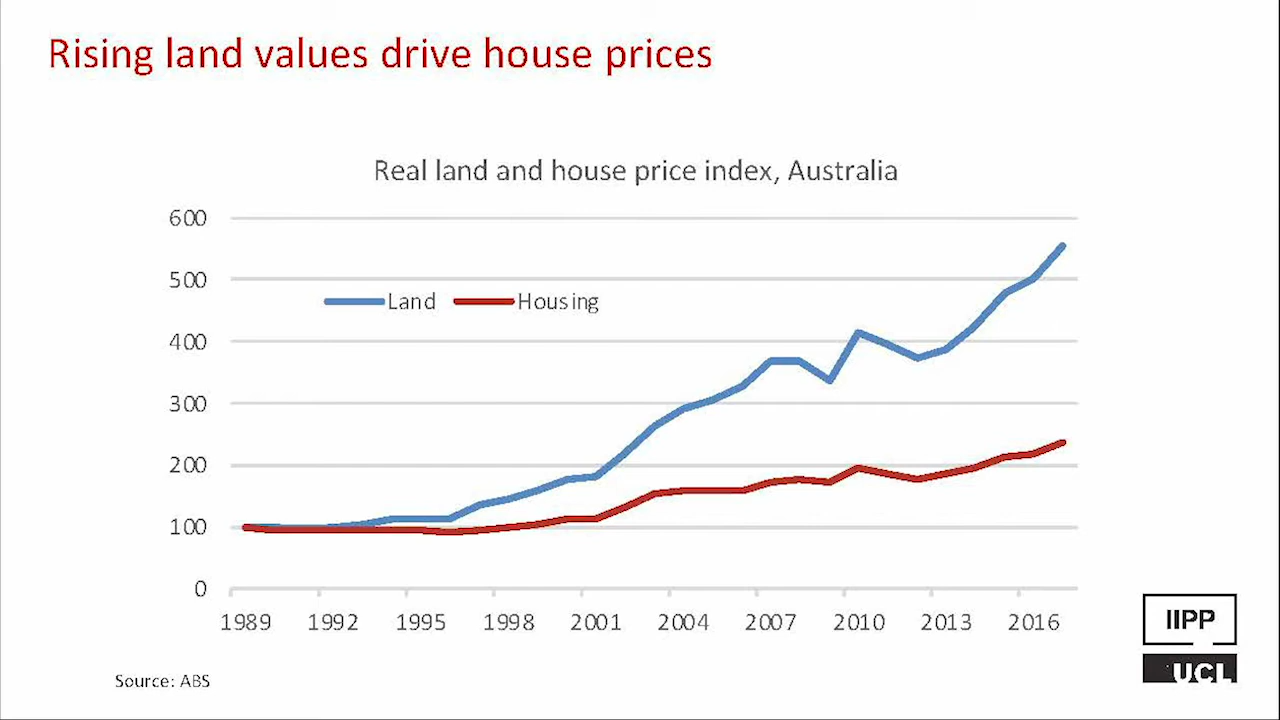 Rising land values drive house prices
Real land and house price index, Australia
600
500
Land Housing
400
300
200
100
0
1989 1992 1995 1998 2001 2004 2007 2010 2013 2016
IIPP
UCL
Source: ABS